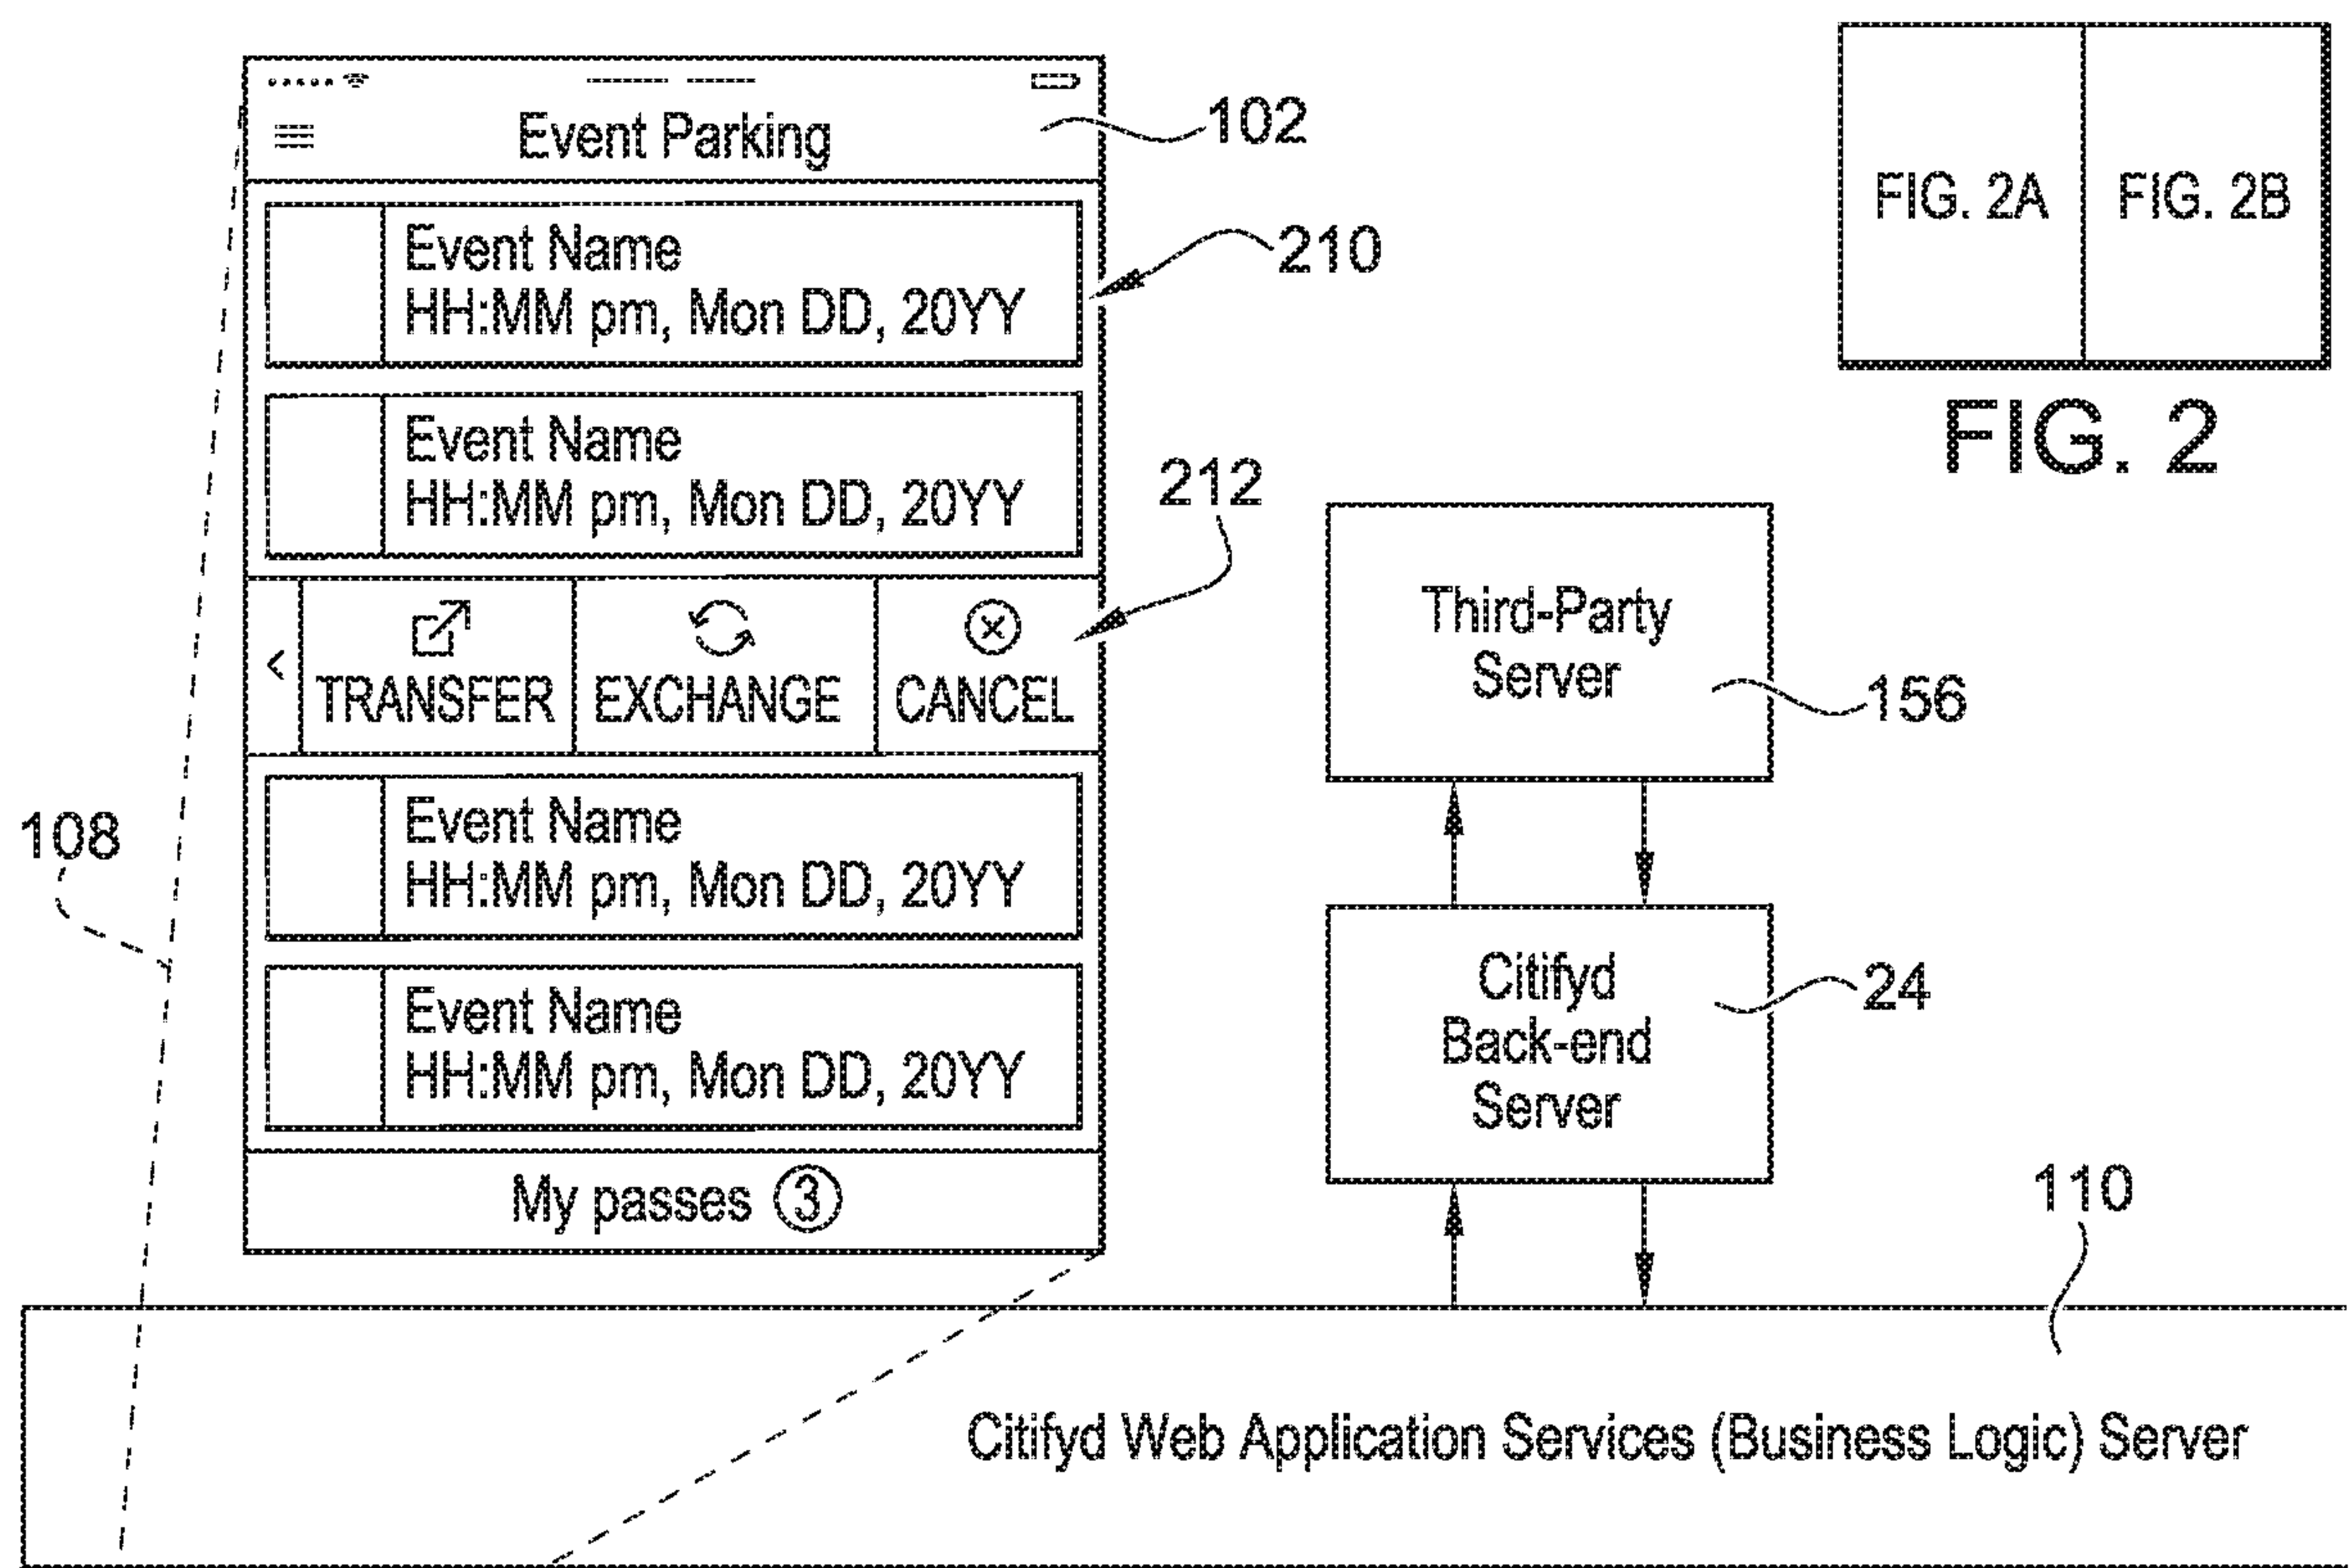 Event Parking
102
Event Name
HH:MM pm, Mon DD, 20YY
210
Event Name
HH:MM pm, Mon DD, 20YY
212
<
TRANSFER
EXCHANGE
CANCEL
Event Name
HH:MM pm, Mon DD, 20YY
Event Name
HH:MM pm, Mon DD, 20YY
My passes 3
108
FIG. 2A
FIG. 2B
FIG. 2
Third-Party
Server
156
Citifyd
Back-end
Server
24
110
Citifyd Web Application Services (Business Logic) Server